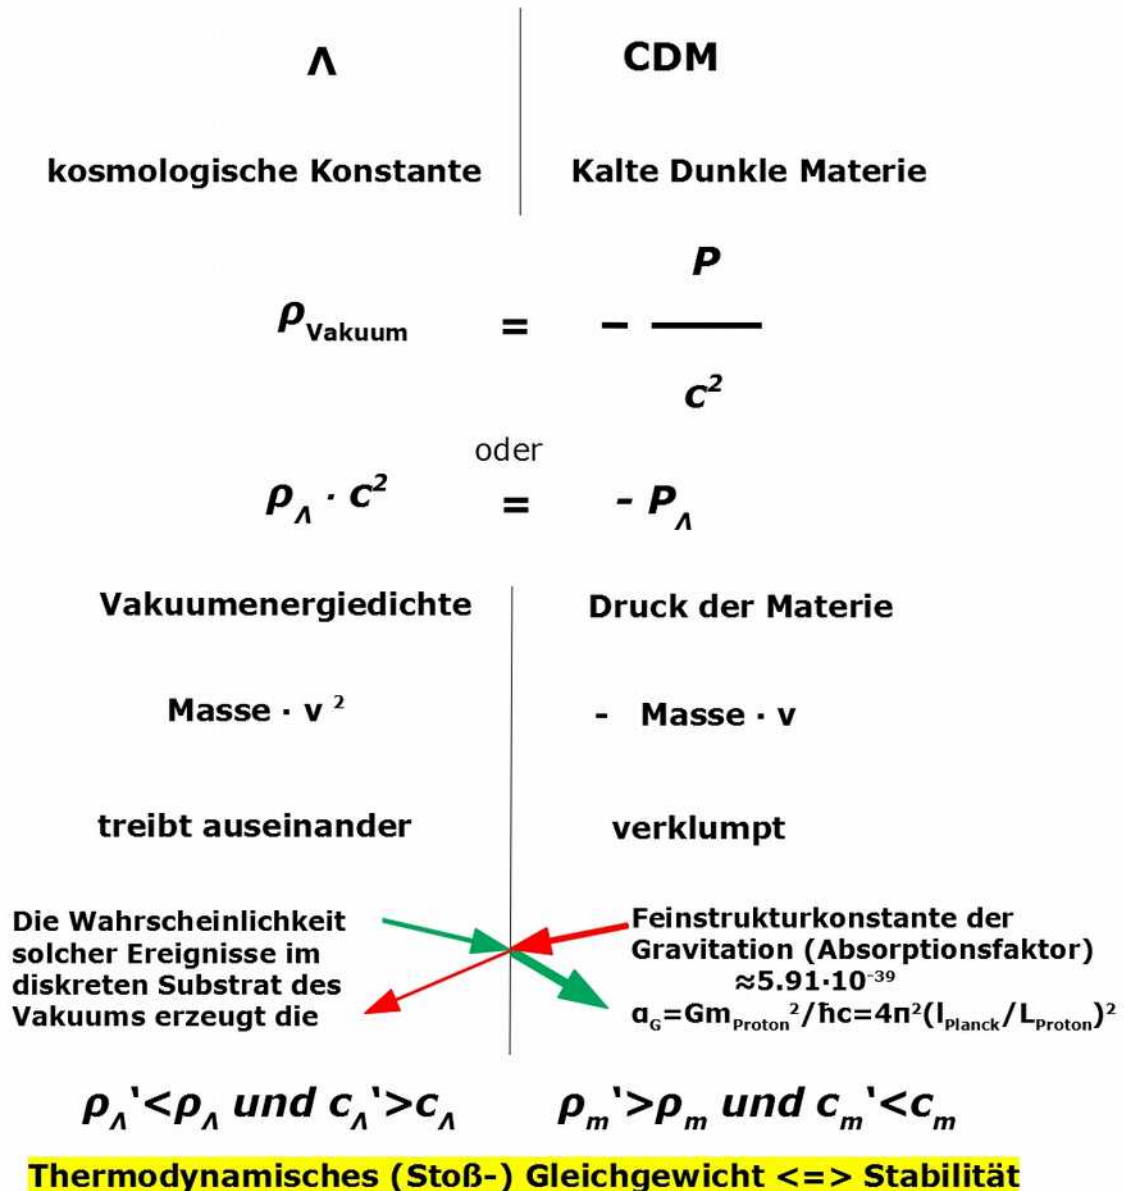 Λ CDM
kosmologische Konstante Kalte Dunkle Materie
P
ρVakuum = − ―
c²
oder
ρΛ · c² = - PΛ
Vakuumenergiedichte Druck der Materie
Masse · v ² - Masse · v
treibt auseinander verklumpt
Die Wahrscheinlichkeit
solcher Ereignisse im
diskreten Substrat des
Vakuums erzeugt die
Feinstrukturkonstante der
Gravitation (Absorptionsfaktor)
≈5.91·10⁻³⁹
αG=GmProton²/ħc=4π²(lPlanck/LProton)²
ρΛ'<ρΛ und cΛ'>cΛ ρm'>ρm und cm'<cm
Thermodynamisches (Stoß-) Gleichgewicht <=> Stabilität